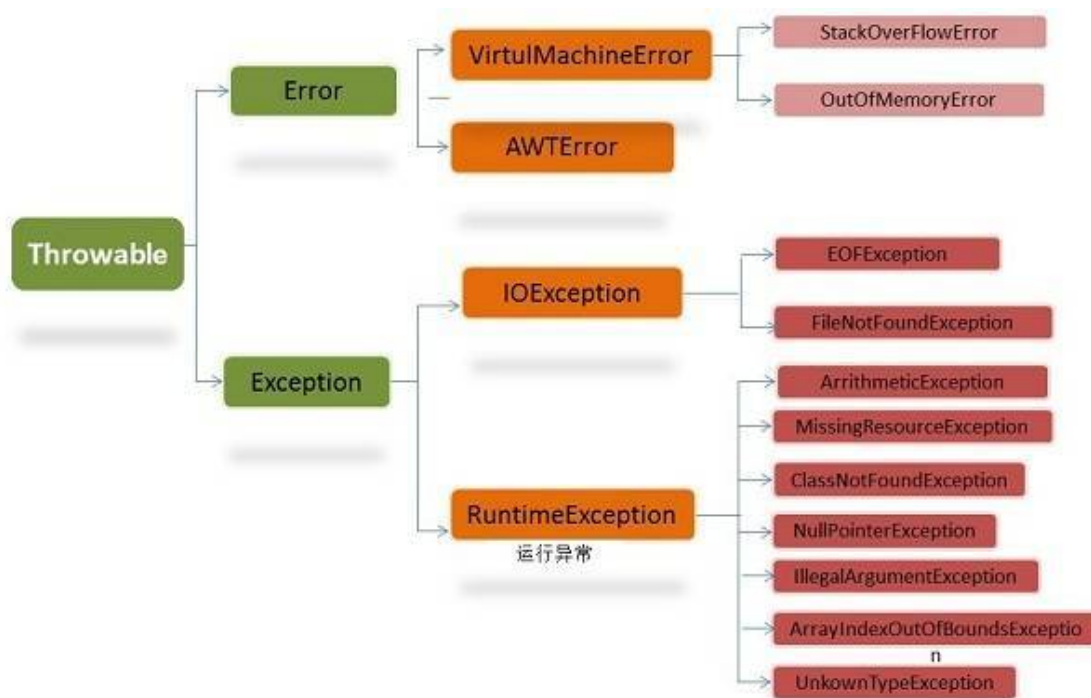 Throwable
Error
VirtulMachineError
StackOverFlowError
OutOfMemoryError
AWTError
Exception
IOException
EOFException
FileNotFoundException
RuntimeException
运行异常
ArrithmeticException
MissingResourceException
ClassNotFoundException
NullPointerException
IllegalArgumentException
ArrayIndexOutOfBoundsExceptio
n
UnkownTypeException